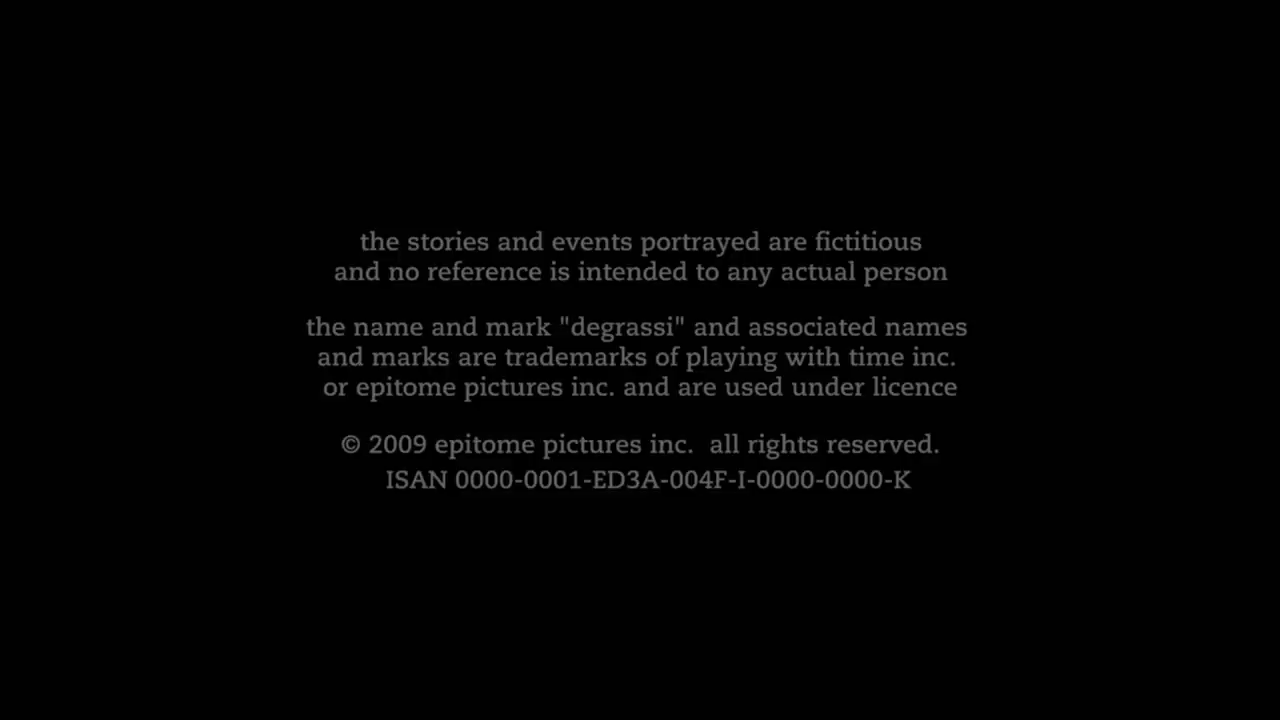 the stories and events portrayed are fictitious
and no reference is intended to any actual person
the name and mark "degrassi" and associated names
and marks are trademarks of playing with time inc.
or epitome pictures inc. and are used under licence
© 2009 epitome pictures inc.  all rights reserved.
ISAN 0000-0001-ED3A-004F-I-0000-0000-K